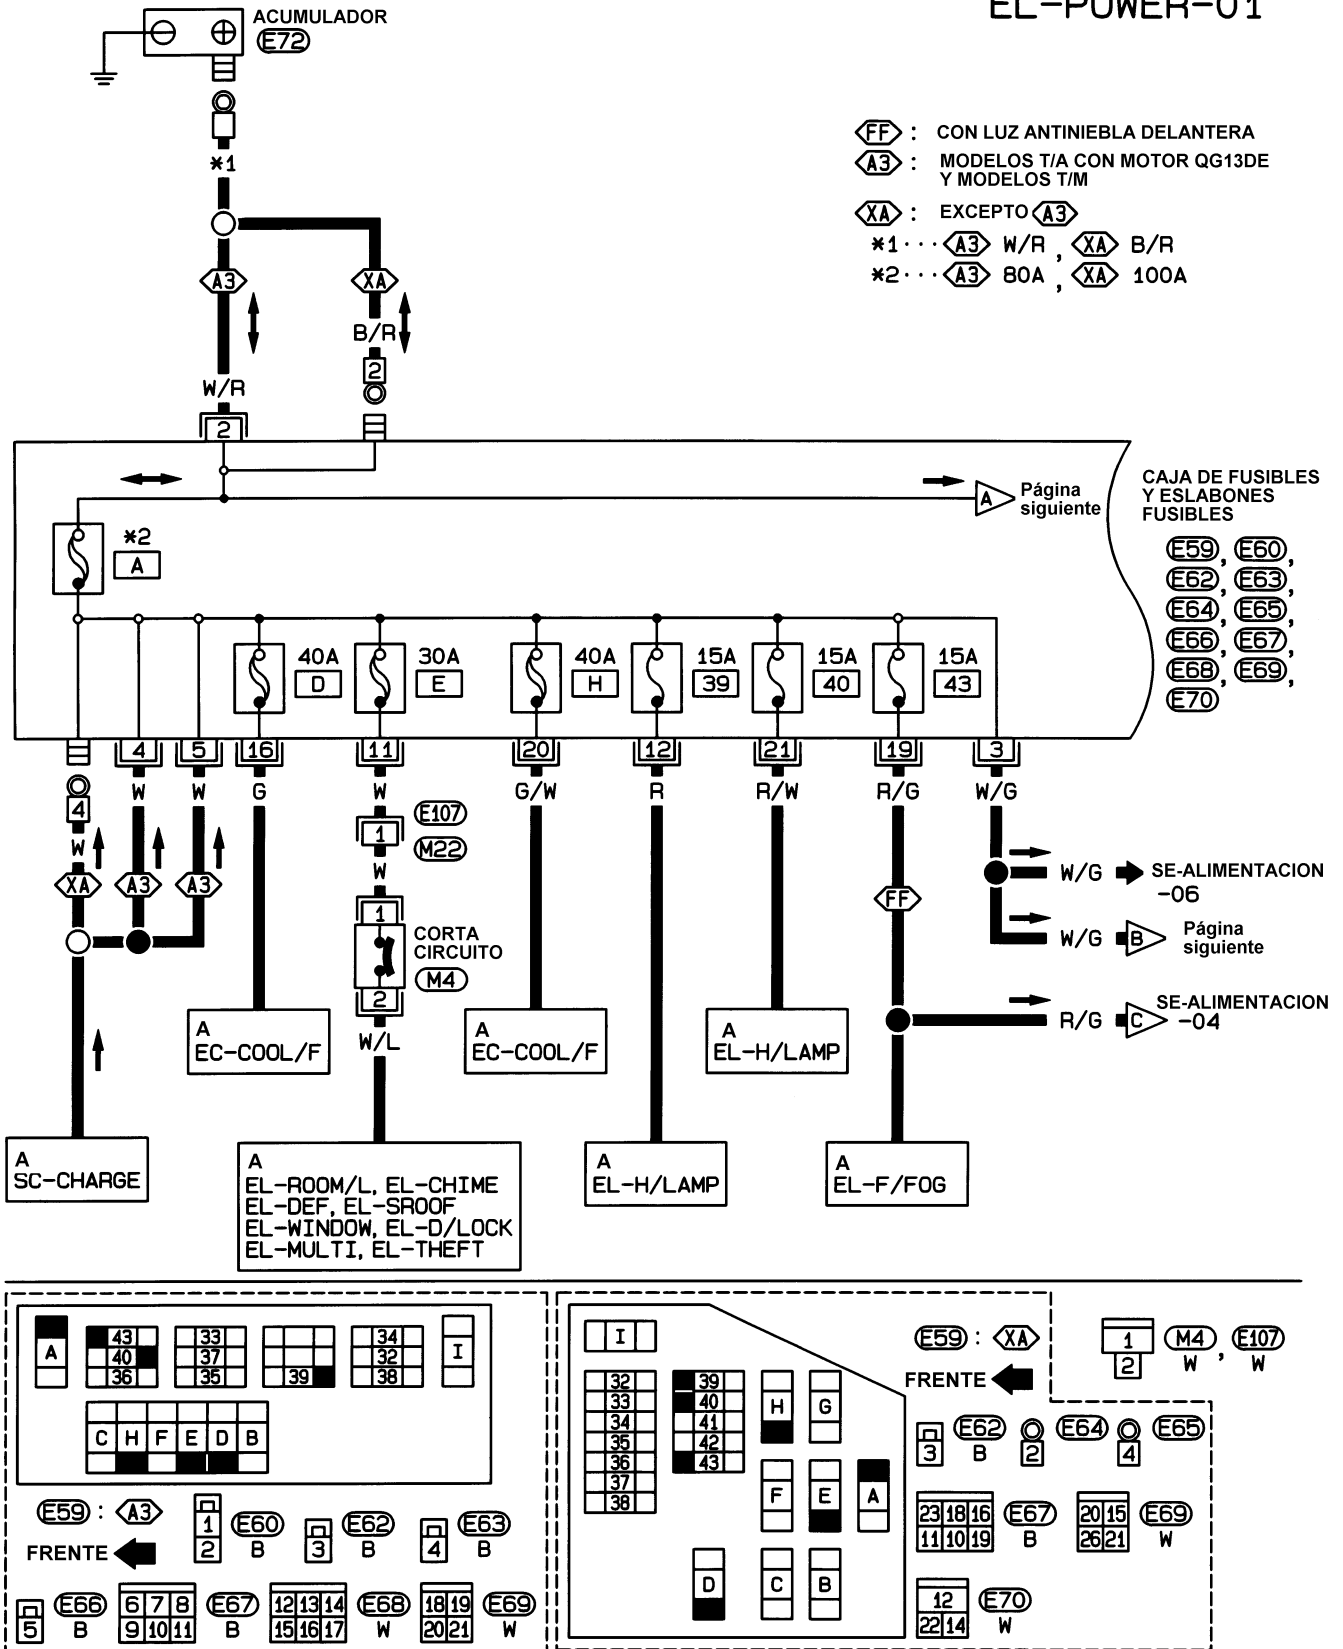 EL-POWER-01
ACUMULADOR
E72
*1
FF : CON LUZ ANTINIEBLA DELANTERA
A3 : MODELOS T/A CON MOTOR QG13DE
Y MODELOS T/M
XA : EXCEPTO A3
*1··· A3 W/R , XA B/R
*2··· A3 80A , XA 100A
A3 XA
B/R
2
W/R
2
A Página
siguiente
CAJA DE FUSIBLES
Y ESLABONES
FUSIBLES
E59, E60,
E62, E63,
E64, E65,
E66, E67,
E68, E69,
E70
*2
A
40A 30A 40A 15A 15A 15A
D E H 39 40 43
4 5 16 11 20 12 21 19 3
W W G W G/W R R/W R/G W/G
4
W
E107
1
M22
W
XA A3 A3
FF
W/G SE-ALIMENTACION
-06
W/G B Página
siguiente
1
CORTA
CIRCUITO
M4
2
W/L
R/G C SE-ALIMENTACION
-04
A
EC-COOL/F
A
EC-COOL/F
A
EL-H/LAMP
A
SC-CHARGE
A
EL-ROOM/L, EL-CHIME
EL-DEF, EL-SROOF
EL-WINDOW, EL-D/LOCK
EL-MULTI, EL-THEFT
A
EL-H/LAMP
A
EL-F/FOG
A
43 33 34
40 37 32
36 35 39 38
I
C H F E D B
E59 : A3
FRENTE
1
2
E60
B
3
E62
B
4
E63
B
5
E66
B
6 7 8
9 10 11
E67
B
12 13 14
15 16 17
E68
W
18 19
20 21
E69
W
I
32
33
34
35
36
37
38
39
40
41
42
43
H G
F E A
D C B
E59 : XA
FRENTE
1
2
M4 , E107
W W
3
E62
B
2
E64
4
E65
23 18 16
11 10 19
E67
B
20 15
26 21
E69
W
12
22 14
E70
W